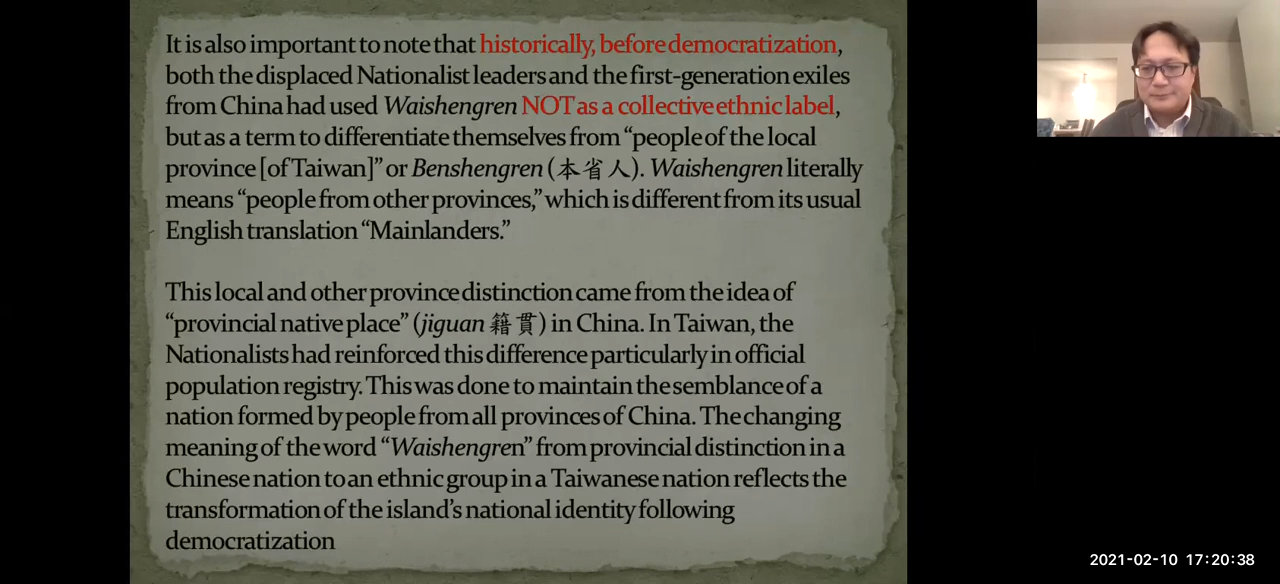 It is also important to note that historically, before democratization,
both the displaced Nationalist leaders and the first-generation exiles
from China had used Waishengren NOT as a collective ethnic label,
but as a term to differentiate themselves from “people of the local
province [of Taiwan]” or Benshengren (本省人). Waishengren literally
means “people from other provinces,” which is different from its usual
English translation “Mainlanders.”
This local and other province distinction came from the idea of
“provincial native place” (jiguan 籍貫) in China. In Taiwan, the
Nationalists had reinforced this difference particularly in official
population registry. This was done to maintain the semblance of a
nation formed by people from all provinces of China. The changing
meaning of the word “Waishengren” from provincial distinction in a
Chinese nation to an ethnic group in a Taiwanese nation reflects the
transformation of the island’s national identity following
democratization
2021-02-10 17:20:38